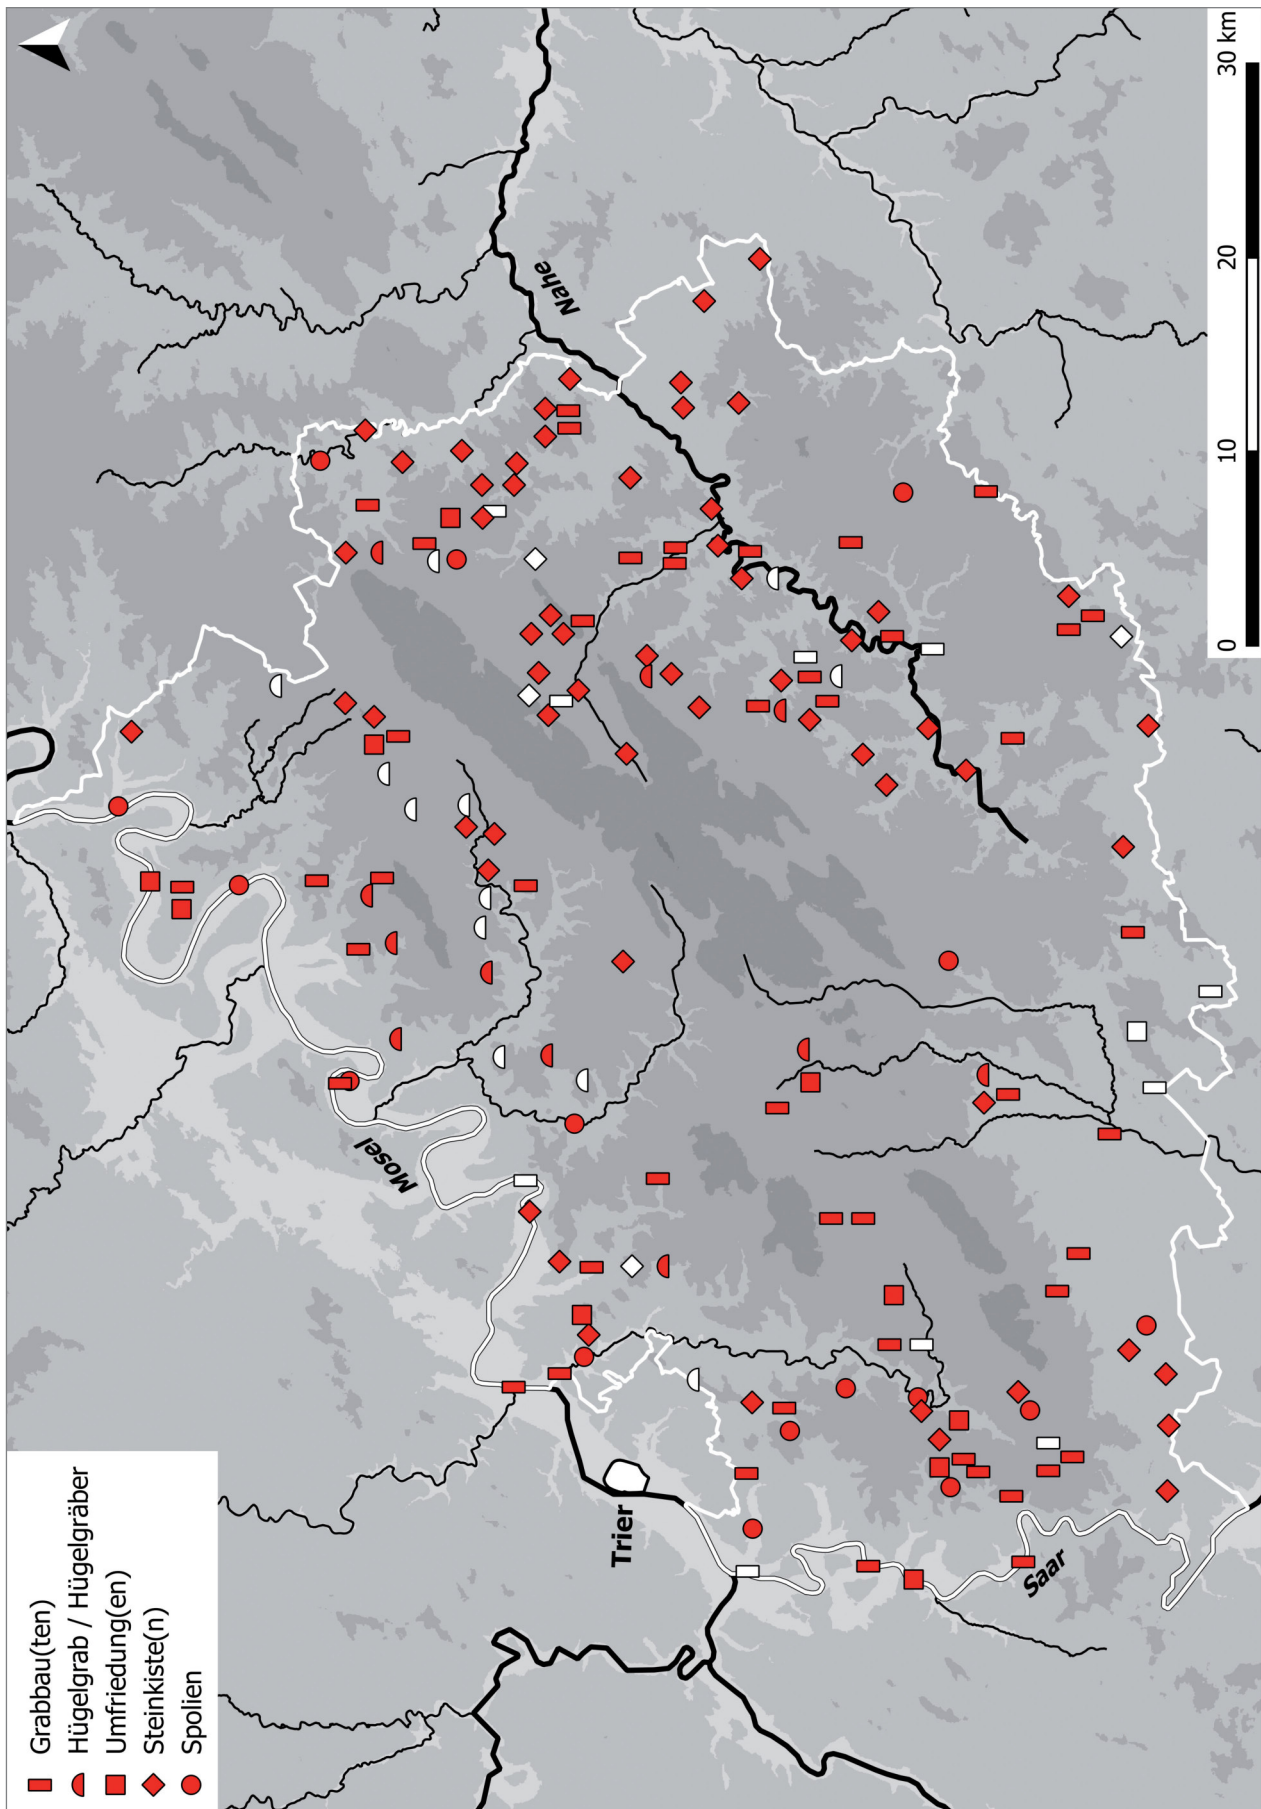 Grabbau(ten)
Hügelgrab / Hügelgräber
Umfriedung(en)
Steinkiste(n)
Spolien
Mosel
Nahe
Trier
Saar
0 10 20 30 km